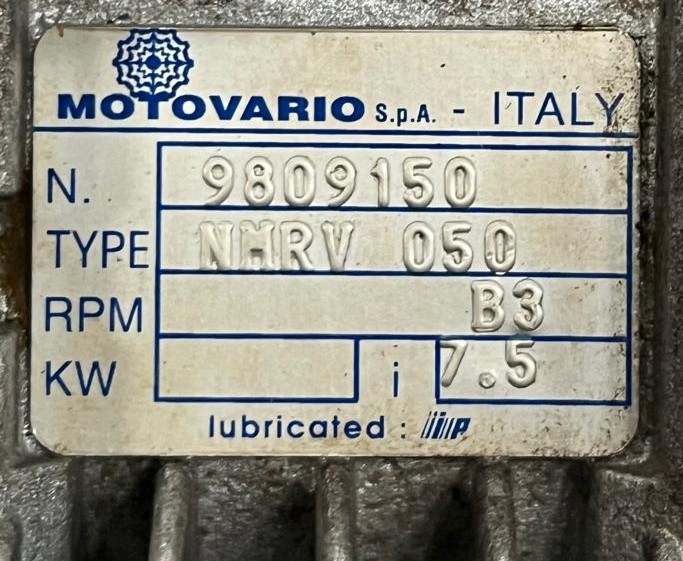 MOTOVARIO S.p.A. - ITALY
N. 9809150
TYPE NMRV 050
RPM B3
KW i 7.5
lubricated : IP